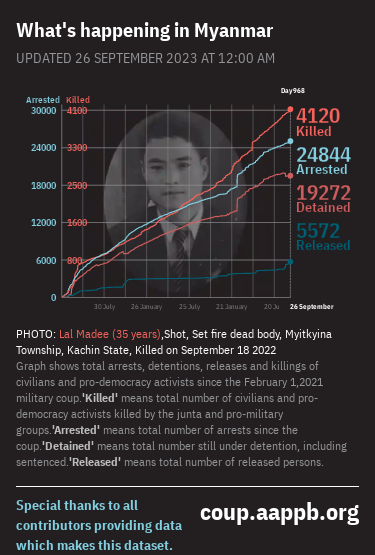 What's happening in Myanmar
UPDATED 26 SEPTEMBER 2023 AT 12:00 AM
Day968
Arrested Killed
30000 4100
4120
Killed
24000 3300
24844
Arrested
18000 2500
19272
Detained
12000 1600
5572
Released
6000 800
0
30 July 26 January 25 July 21 January 20 Ju 26 September
PHOTO: Lal Madee (35 years),Shot, Set fire dead body, Myitkyina
Township, Kachin State, Killed on September 18 2022
Graph shows total arrests, detentions, releases and killings of
civilians and pro-democracy activists since the February 1,2021
military coup.'Killed' means total number of civilians and pro-
democracy activists killed by the junta and pro-military
groups.'Arrested' means total number of arrests since the
coup.'Detained' means total number still under detention, including
sentenced.'Released' means total number of released persons.
Special thanks to all
contributors providing data
which makes this dataset.
coup.aappb.org